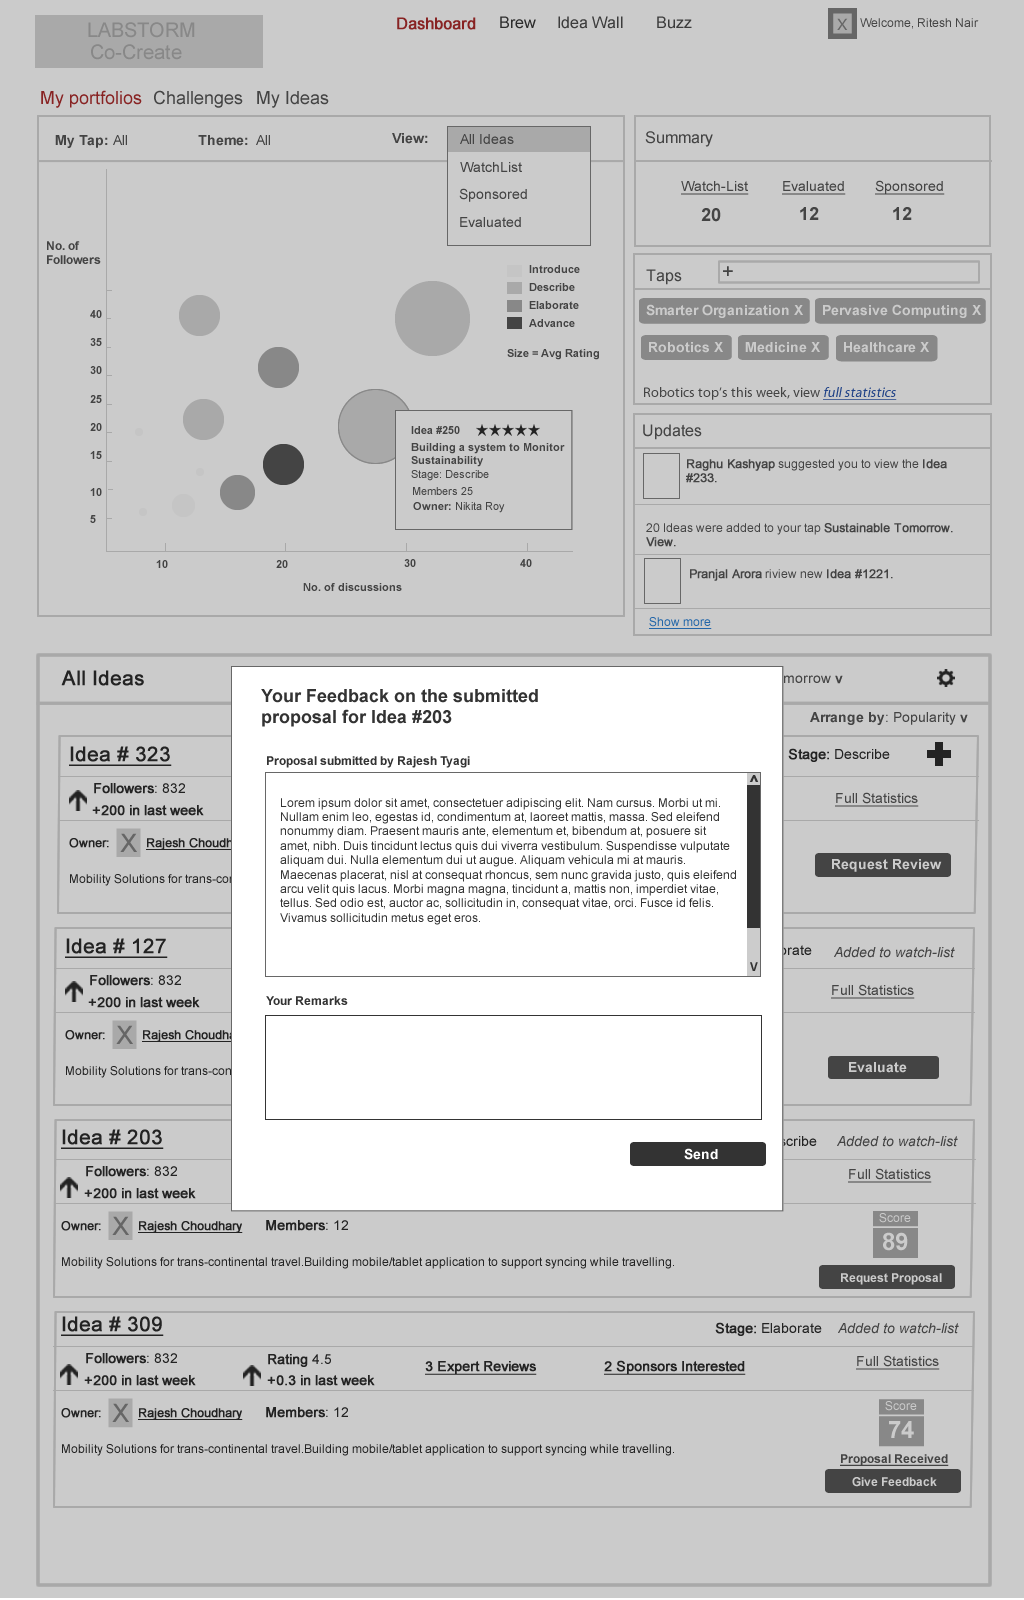 LABSTORM
Co-Create
Dashboard Brew Idea Wall Buzz
X Welcome, Ritesh Nair
My portfolios Challenges My Ideas
My Tap: All Theme: All View:
All Ideas
WatchList
Sponsored
Evaluated
No. of
Followers
40
35
30
25
20
15
10
5
10 20 30 40
No. of discussions
Introduce
Describe
Elaborate
Advance
Size = Avg Rating
Idea #250 ★★★★★
Building a system to Monitor
Sustainability
Stage: Describe
Members 25
Owner: Nikita Roy
Summary
Watch-List Evaluated Sponsored
20 12 12
Taps +
Smarter Organization X Pervasive Computing X
Robotics X Medicine X Healthcare X
Robotics top's this week, view full statistics
Updates
Raghu Kashyap suggested you to view the Idea
#233.
20 Ideas were added to your tap Sustainable Tomorrow.
View.
Pranjal Arora riview new Idea #1221.
Show more
All Ideas
morrow v
Arrange by: Popularity v
Idea # 323
Stage: Describe
Followers: 832
+200 in last week
Full Statistics
Owner: X Rajesh Choudh
Mobility Solutions for trans-con
Request Review
Idea # 127
rate Added to watch-list
Followers: 832
+200 in last week
Full Statistics
Owner: X Rajesh Choudha
Mobility Solutions for trans-con
Evaluate
Your Feedback on the submitted
proposal for Idea #203
Proposal submitted by Rajesh Tyagi
Lorem ipsum dolor sit amet, consectetuer adipiscing elit. Nam cursus. Morbi ut mi.
Nullam enim leo, egestas id, condimentum at, laoreet mattis, massa. Sed eleifend
nonummy diam. Praesent mauris ante, elementum et, bibendum at, posuere sit
amet, nibh. Duis tincidunt lectus quis dui viverra vestibulum. Suspendisse vulputate
aliquam dui. Nulla elementum dui ut augue. Aliquam vehicula mi at mauris.
Maecenas placerat, nisl at consequat rhoncus, sem nunc gravida justo, quis eleifend
arcu velit quis lacus. Morbi magna magna, tincidunt a, mattis non, imperdiet vitae,
tellus. Sed odio est, auctor ac, sollicitudin in, consequat vitae, orci. Fusce id felis.
Vivamus sollicitudin metus eget eros.
V
Your Remarks
Send
Idea # 203
scribe Added to watch-list
Followers: 832
+200 in last week
Full Statistics
Owner: X Rajesh Choudhary Members: 12
Mobility Solutions for trans-continental travel.Building mobile/tablet application to support syncing while travelling.
Score
89
Request Proposal
Idea # 309
Stage: Elaborate Added to watch-list
Followers: 832 Rating 4.5
+200 in last week +0.3 in last week
3 Expert Reviews 2 Sponsors Interested
Full Statistics
Owner: X Rajesh Choudhary Members: 12
Mobility Solutions for trans-continental travel.Building mobile/tablet application to support syncing while travelling.
Score
74
Proposal Received
Give Feedback